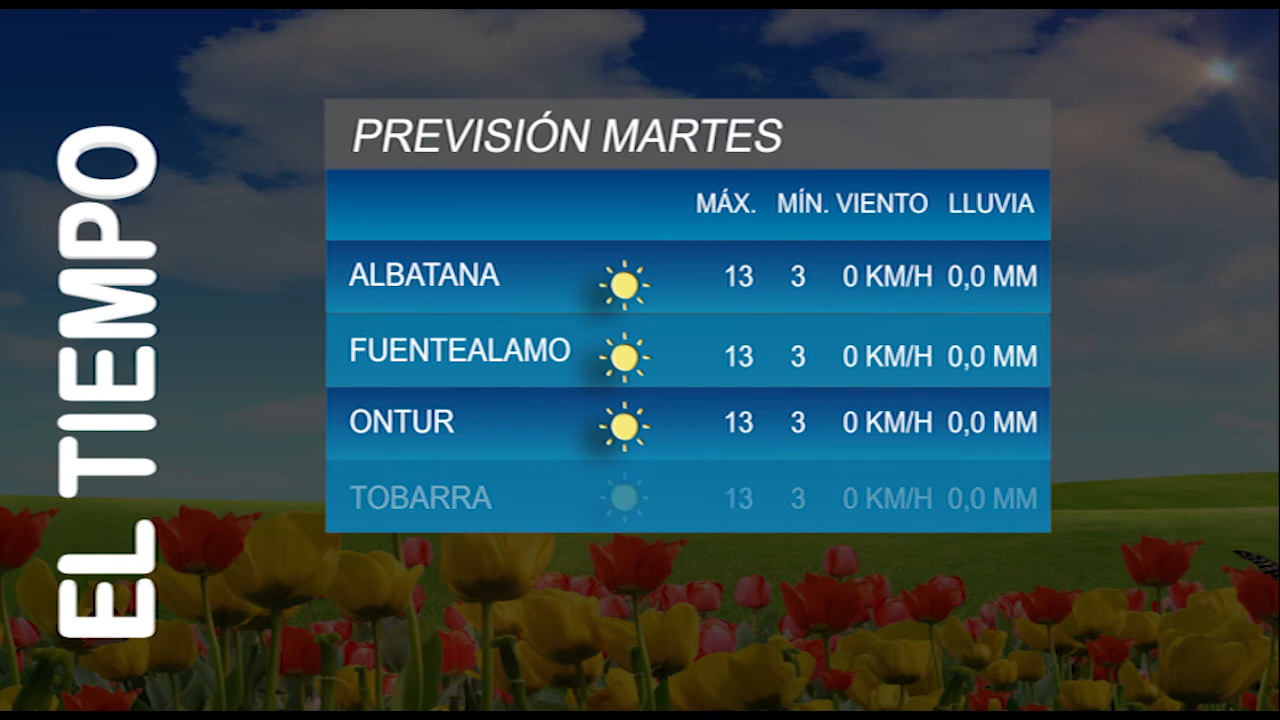 EL TIEMPO
PREVISIÓN MARTES
MÁX. MÍN. VIENTO LLUVIA
ALBATANA 13 3 0 KM/H 0,0 MM
FUENTEALAMO 13 3 0 KM/H 0,0 MM
ONTUR 13 3 0 KM/H 0,0 MM
TOBARRA 13 3 0 KM/H 0,0 MM